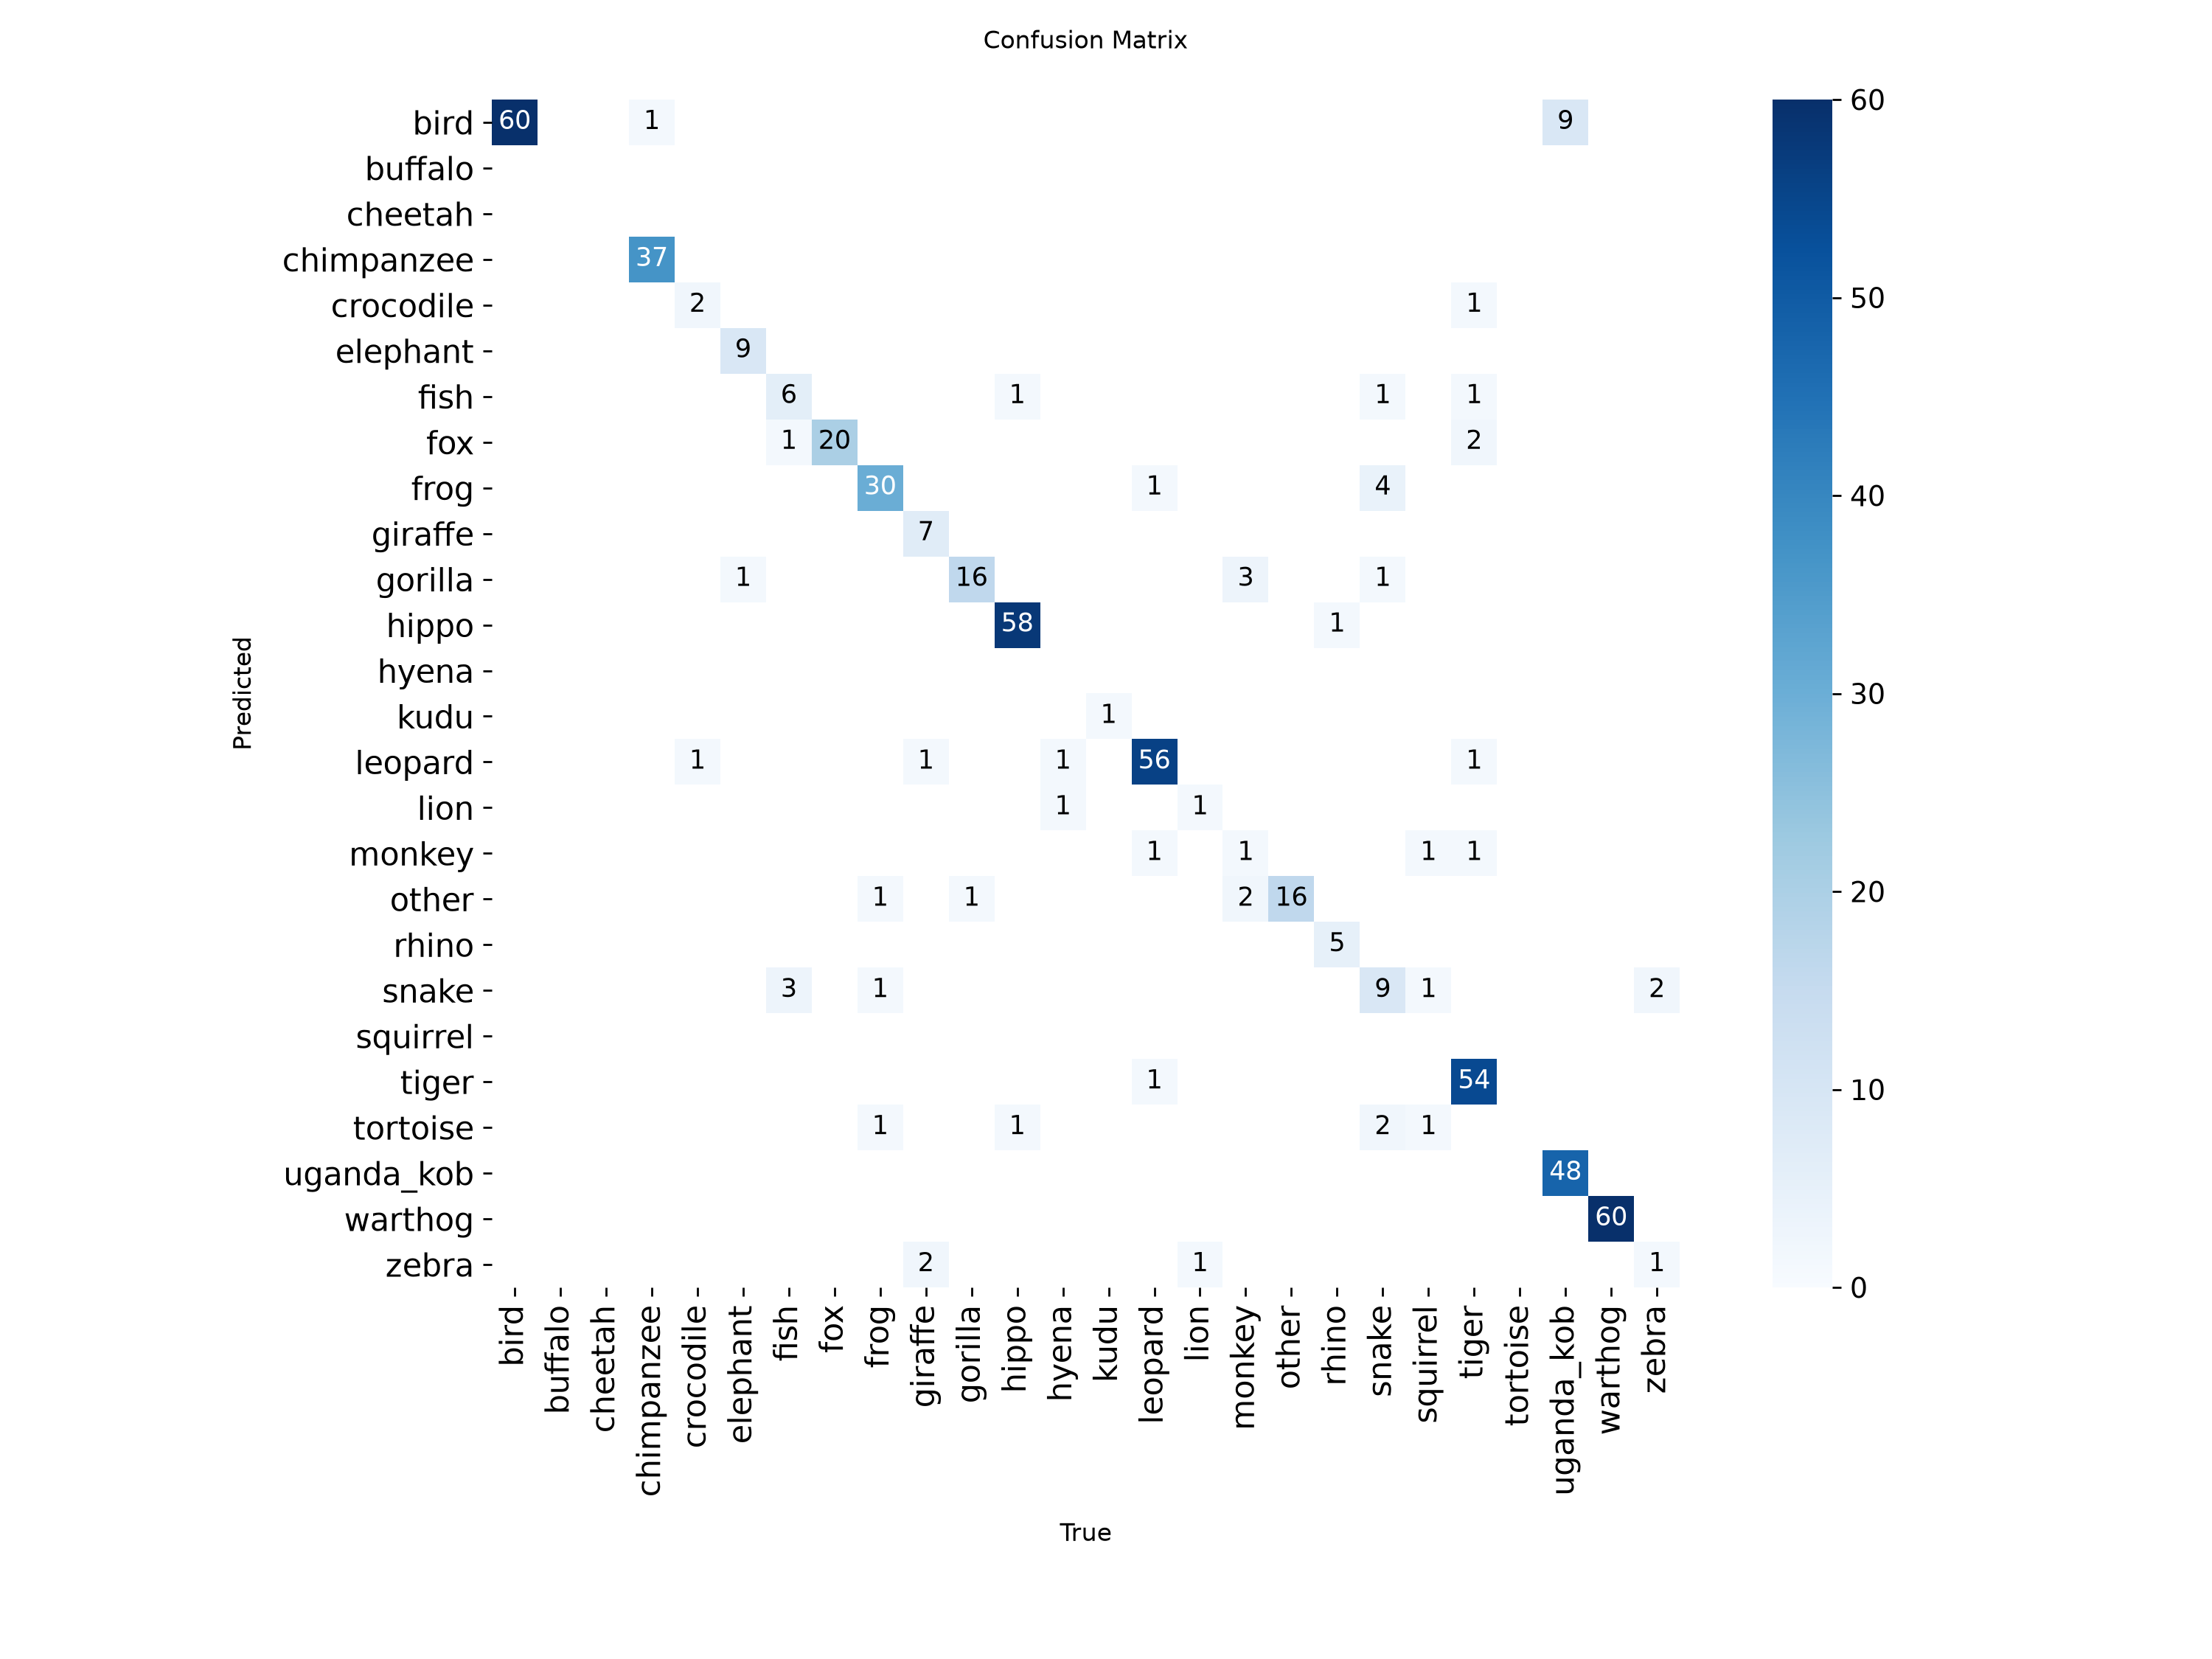 Confusion Matrix
bird 60 1 9
buffalo
cheetah
chimpanzee 37
crocodile 2 1
elephant 9
fish 6 1 1 1
fox 1 20 2
frog 30 1 4
giraffe 7
gorilla 1 16 3 1
hippo 58 1
hyena
kudu 1
leopard 1 1 1 56 1
lion 1 1
monkey 1 1 1 1
other 1 1 2 16
rhino 5
snake 3 1 9 1 2
squirrel
tiger 1 54
tortoise 1 1 2 1
uganda_kob 48
warthog 60
zebra 2 1 1
Predicted
bird
buffalo
cheetah
chimpanzee
crocodile
elephant
fish
fox
frog
giraffe
gorilla
hippo
hyena
kudu
leopard
lion
monkey
other
rhino
snake
squirrel
tiger
tortoise
uganda_kob
warthog
zebra
True
60
50
40
30
20
10
0